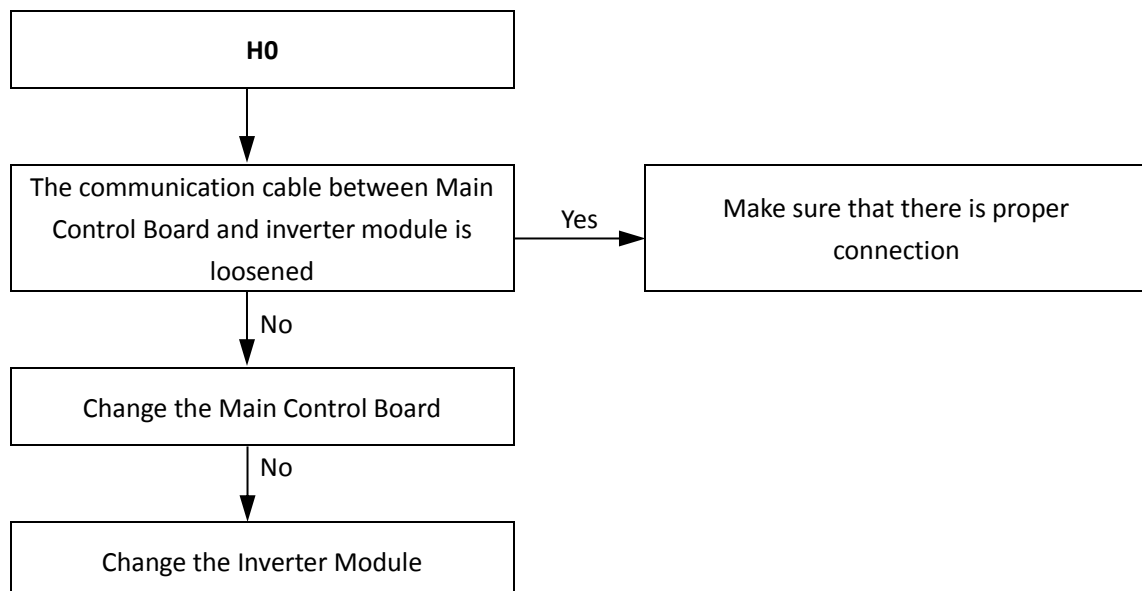 H0
The communication cable between Main
Control Board and inverter module is
loosened
Yes
Make sure that there is proper
connection
No
Change the Main Control Board
No
Change the Inverter Module